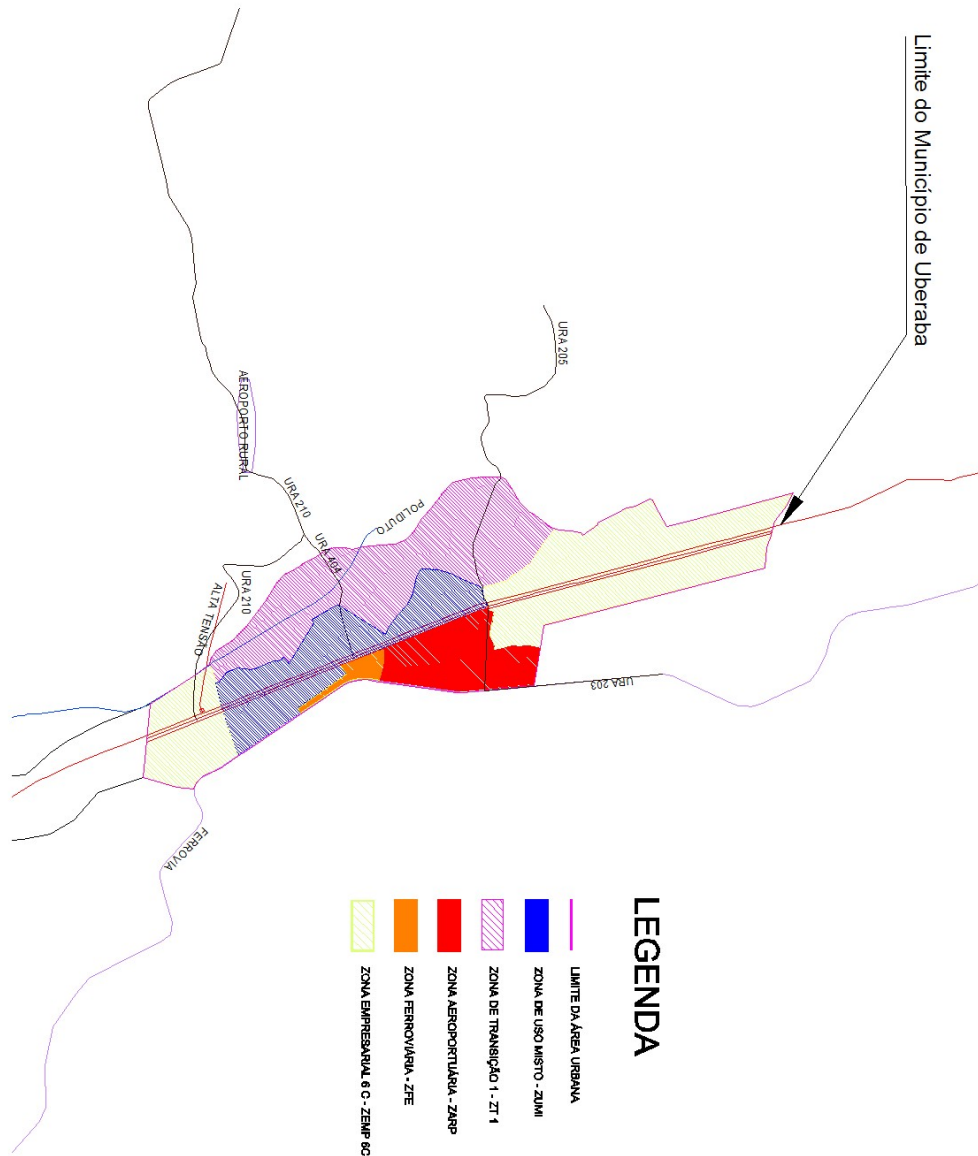 Limite do Município de Uberaba
URA 205
AEROPORTO RURAL
URA 210
POLIDUTO
URA 404
URA 210
ALTA TENSÃO
URA 203
FERROVIA
LEGENDA
LIMITE DA ÁREA URBANA
ZONA DE USO MISTO - ZUMI
ZONA DE TRANSIÇÃO 1 - ZT 1
ZONA AEROPORTUÁRIA - ZARP
ZONA FERROVIÁRIA - ZFE
ZONA EMPRESARIAL 6 C - ZEMP 6C